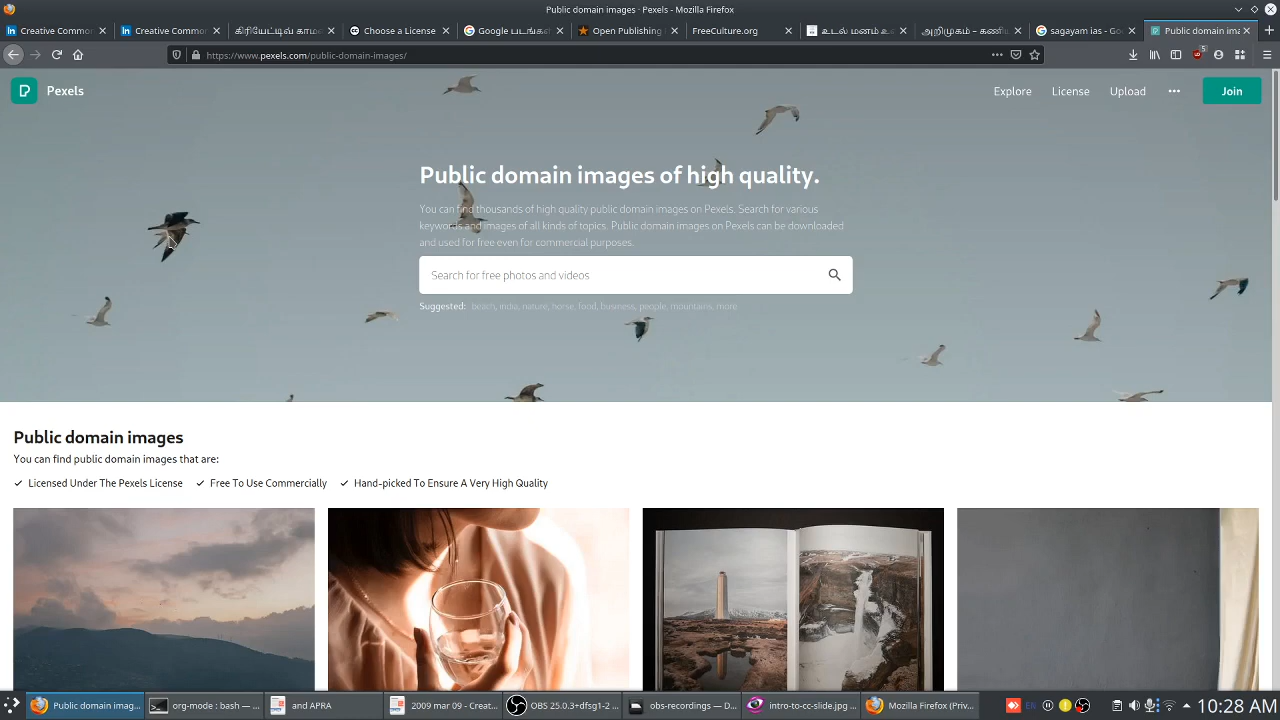 Public domain images · Pexels - Mozilla Firefox
Creative Common
Creative Commo
கிரியேட்டில் காம
Choose a License
Google படங்கள
Open Publishing
FreeCulture.org
உடல் மனம் உ
அறிமுகம் - கணி
sagayam ias - Go
Public domain ima
https://www.pexels.com/public-domain-images/
5
Pexels
Explore
License
Upload
Join
Public domain images of high quality.
You can find thousands of high quality public domain images on Pexels. Search for various
keywords and images of all kinds of topics. Public domain images on Pexels can be downloaded
and used for free even for commercial purposes.
Search for free photos and videos
Suggested: beach, india, nature, horse, food, business, people, mountains, more.
Public domain images
You can find public domain images that are:
Licensed Under The Pexels License
Free To Use Commercially
Hand-picked To Ensure A Very High Quality
Public domain imag...
org-mode : bash — ...
and APRA
2009 mar 09 - Creat...
OBS 25.0.3+dfsg1-2 ...
obs-recordings — D...
intro-to-cc-slide.jpg ...
Mozilla Firefox (Priv...
10:28 AM